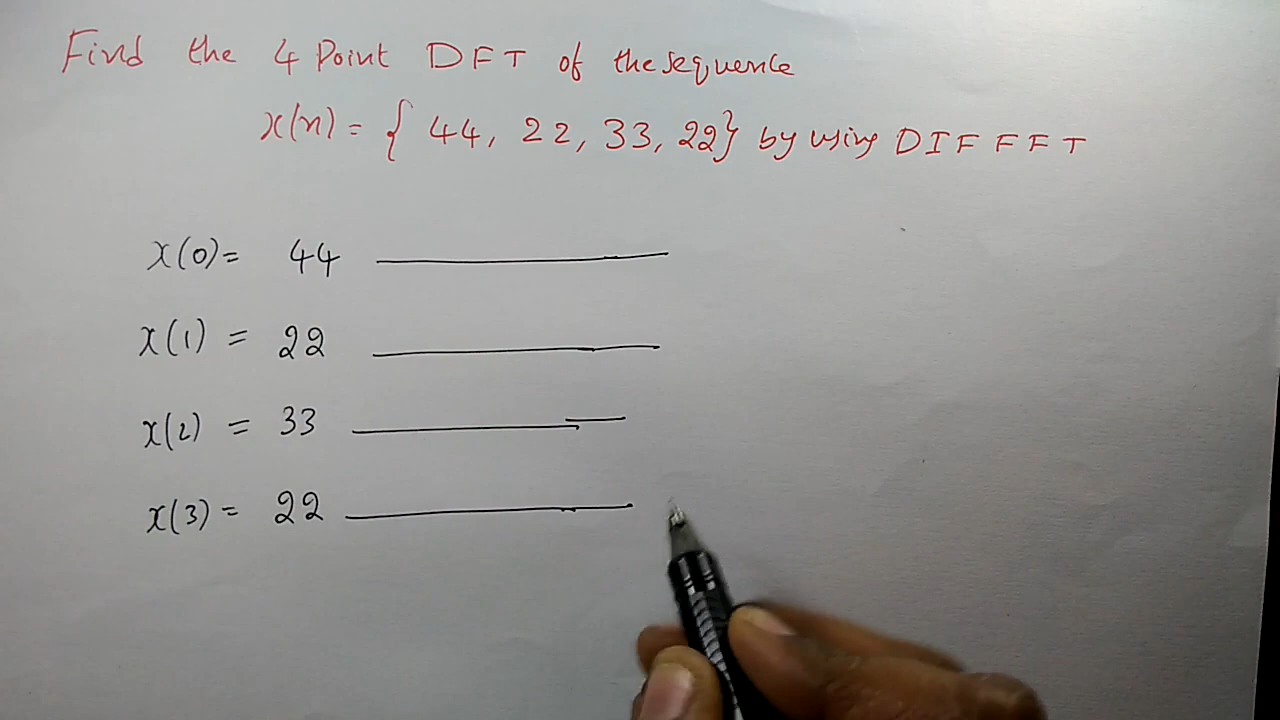 Find the 4 Point DFT of the sequence
x(n) = { 44, 22, 33, 22} by using DIF FFT
x(0) = 44
x(1) = 22
x(2) = 33
x(3) = 22